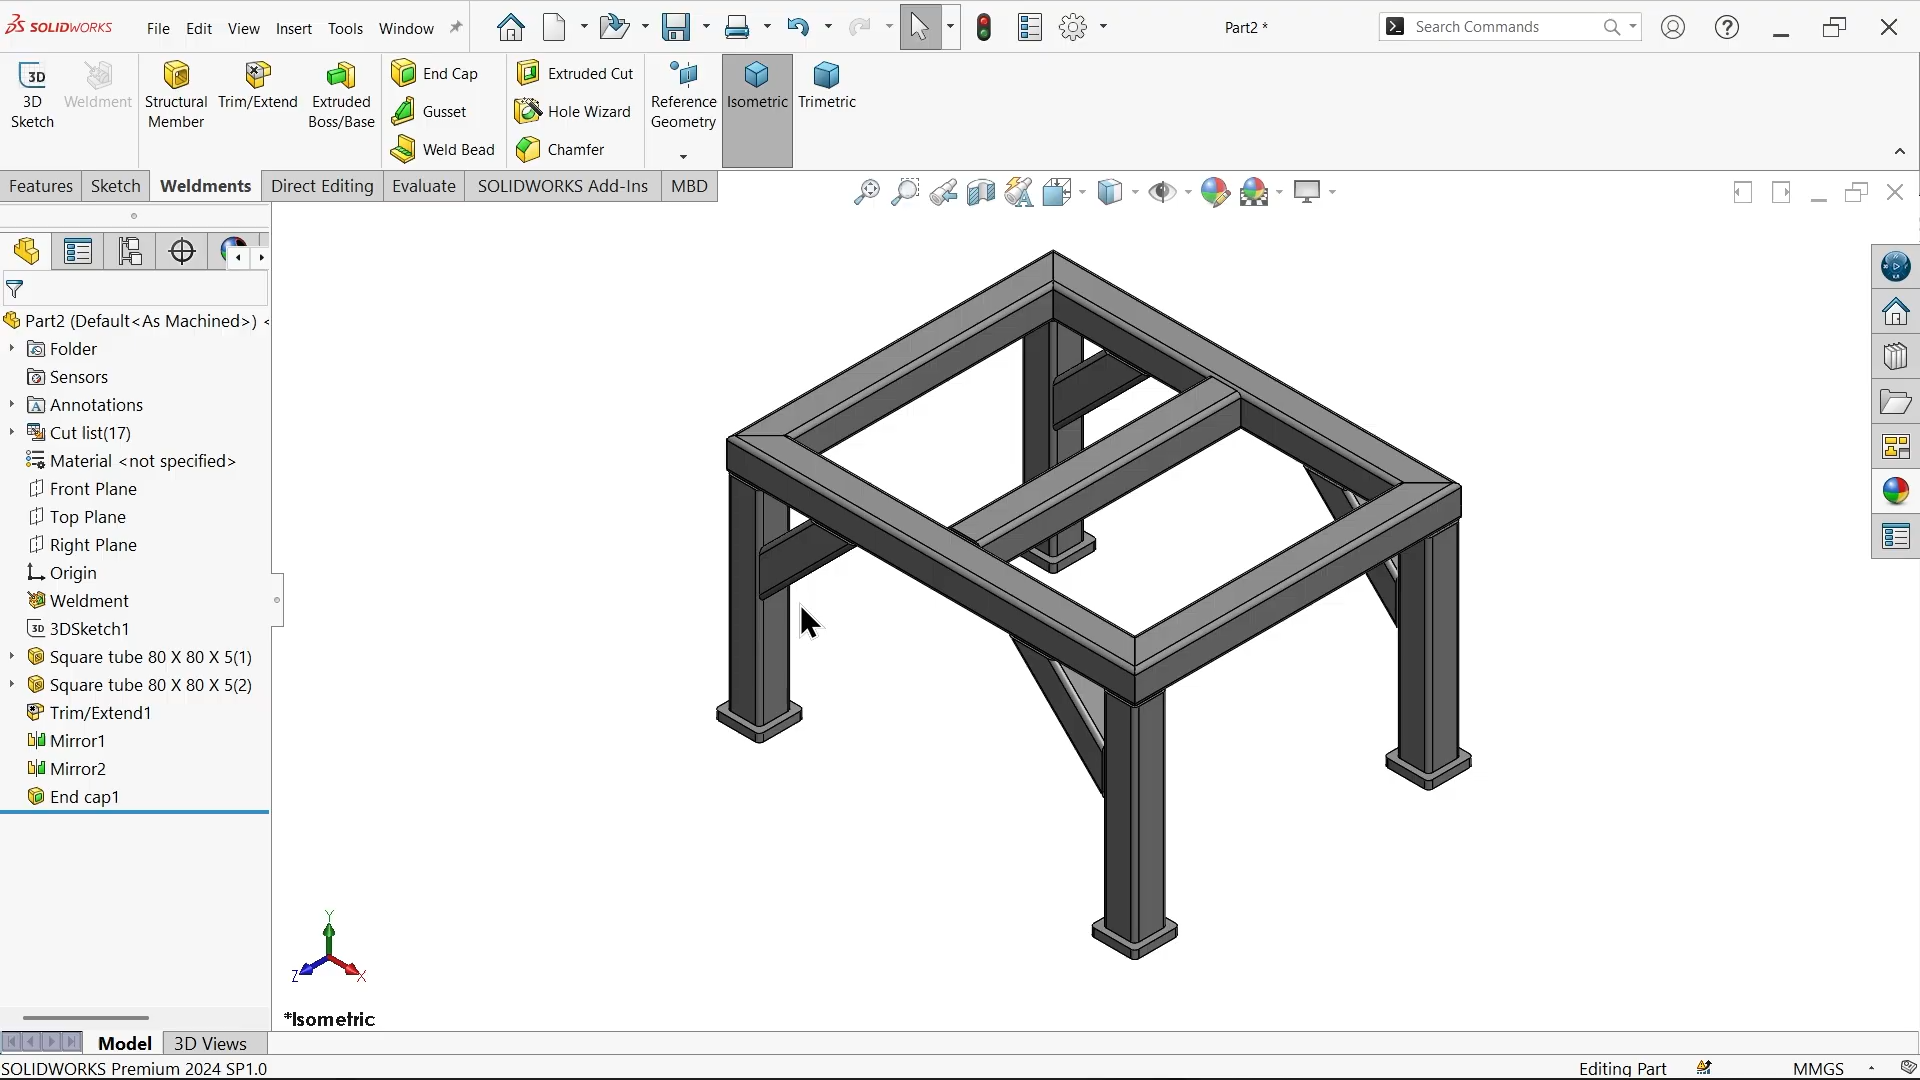 SOLIDWORKS File Edit View Insert Tools Window Part2 * Search Commands
3D Sketch
Weldment
Structural Member
Trim/Extend
Extruded Boss/Base
End Cap
Gusset
Weld Bead
Extruded Cut
Hole Wizard
Chamfer
Reference Geometry
Isometric
Trimetric
Features Sketch Weldments Direct Editing Evaluate SOLIDWORKS Add-Ins MBD
Part2 (Default<As Machined>) <
Folder
Sensors
Annotations
Cut list(17)
Material <not specified>
Front Plane
Top Plane
Right Plane
Origin
Weldment
3DSketch1
Square tube 80 X 80 X 5(1)
Square tube 80 X 80 X 5(2)
Trim/Extend1
Mirror1
Mirror2
End cap1
Y
Z X
*Isometric
Model 3D Views
SOLIDWORKS Premium 2024 SP1.0 Editing Part MMGS